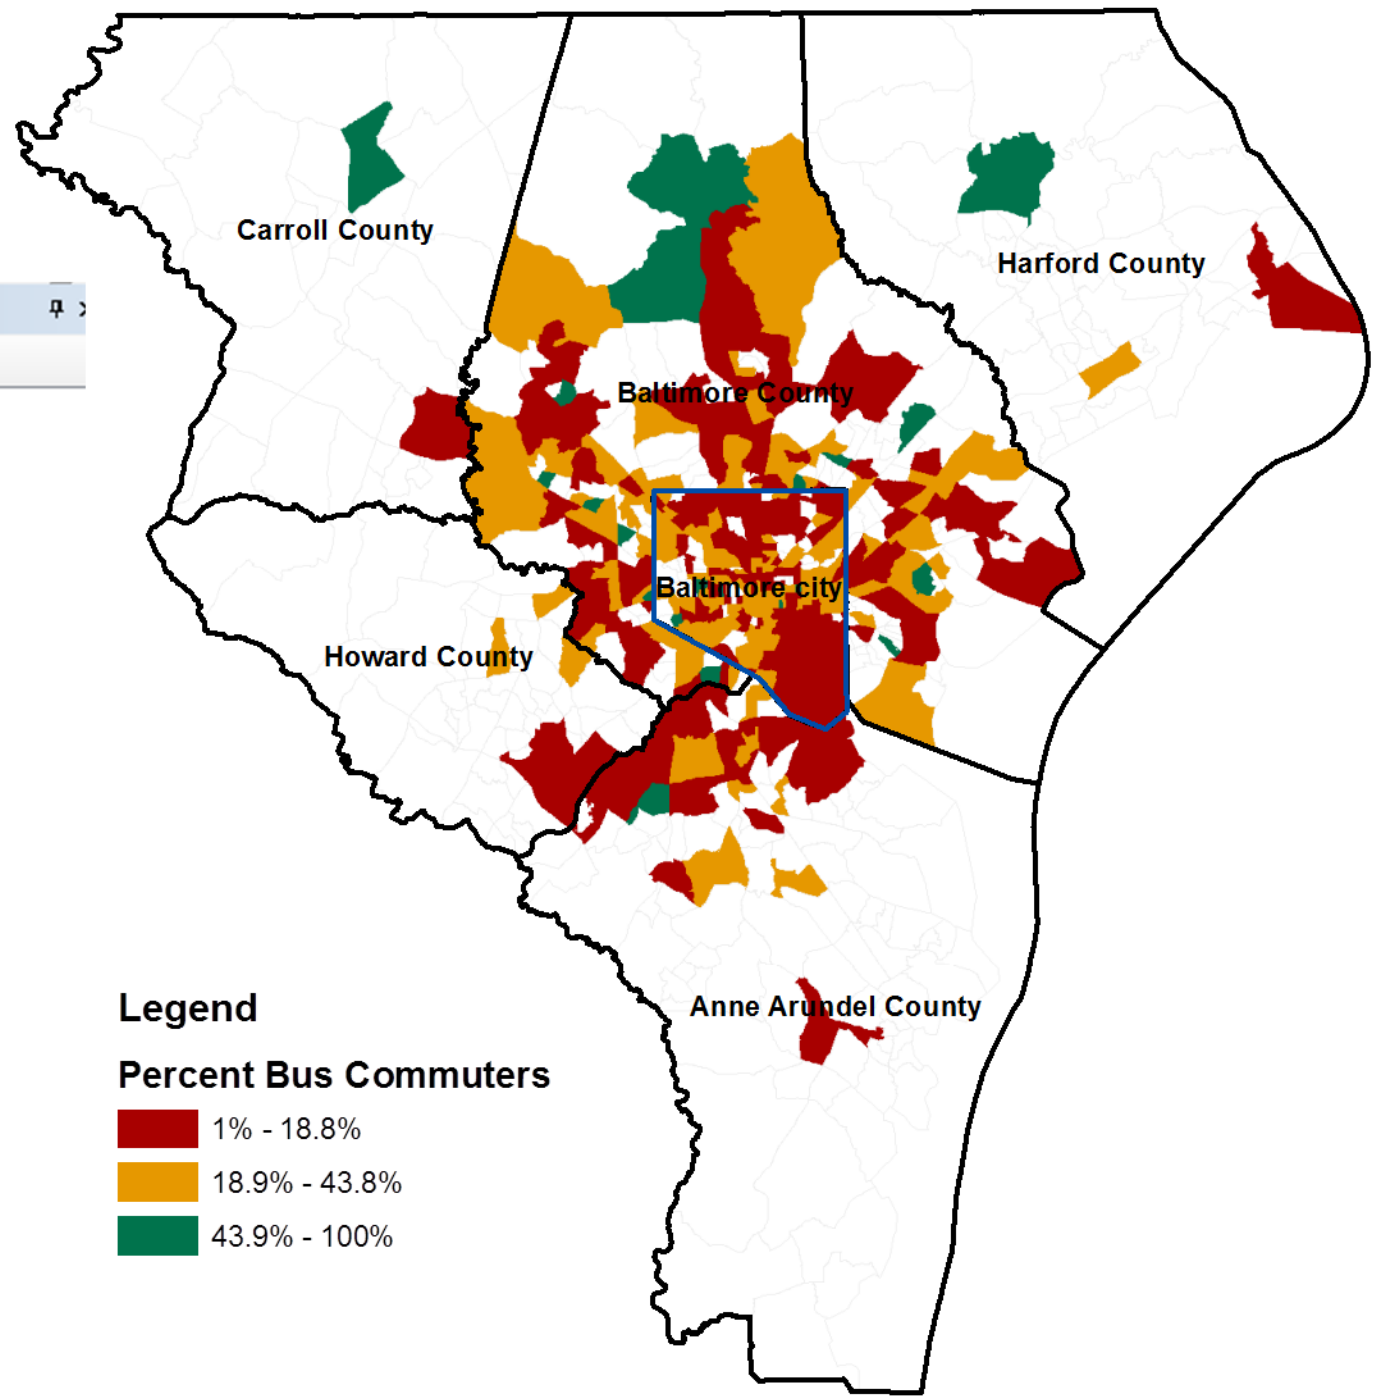 Carroll County
Harford County
Baltimore County
Baltimore city
Howard County
Anne Arundel County
Legend
Percent Bus Commuters
1% - 18.8%
18.9% - 43.8%
43.9% - 100%